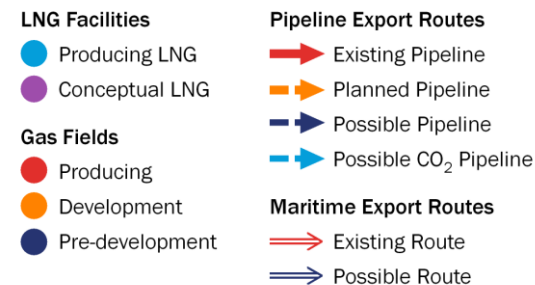 LNG Facilities
Producing LNG
Conceptual LNG
Gas Fields
Producing
Development
Pre-development
Pipeline Export Routes
Existing Pipeline
Planned Pipeline
Possible Pipeline
Possible CO₂ Pipeline
Maritime Export Routes
Existing Route
Possible Route